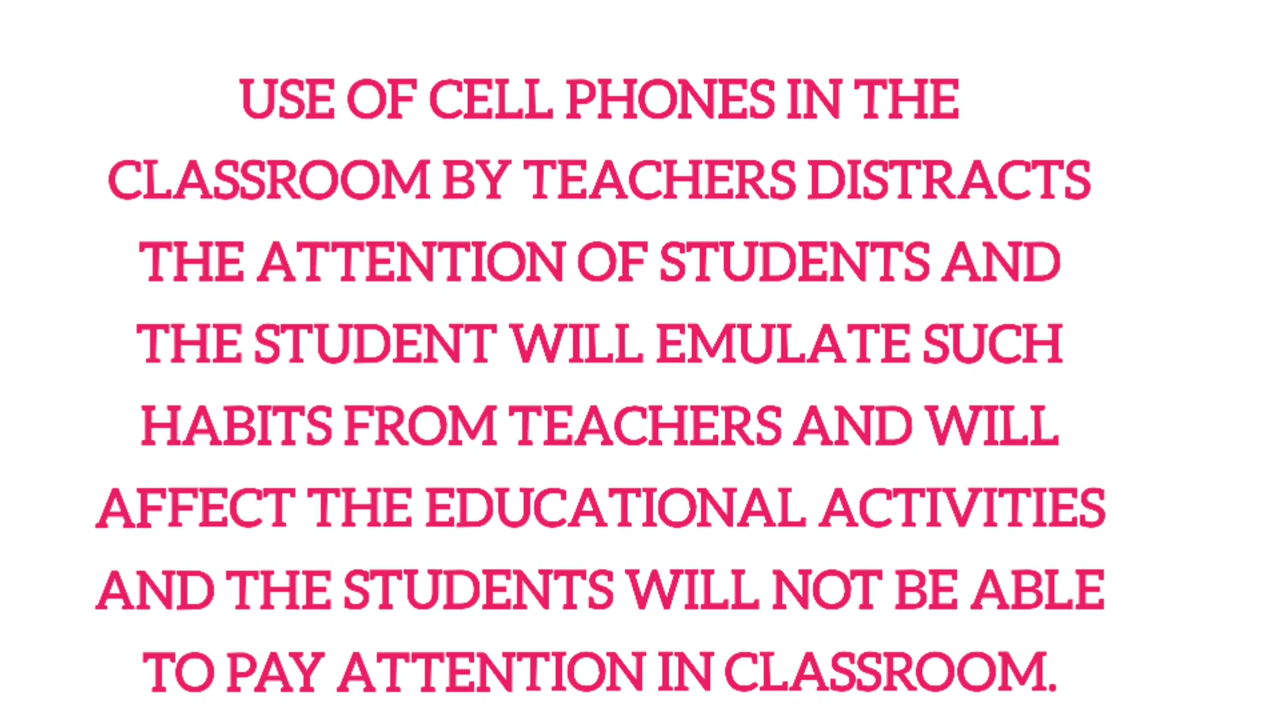 USE OF CELL PHONES IN THE
CLASSROOM BY TEACHERS DISTRACTS
THE ATTENTION OF STUDENTS AND
THE STUDENT WILL EMULATE SUCH
HABITS FROM TEACHERS AND WILL
AFFECT THE EDUCATIONAL ACTIVITIES
AND THE STUDENTS WILL NOT BE ABLE
TO PAY ATTENTION IN CLASSROOM.